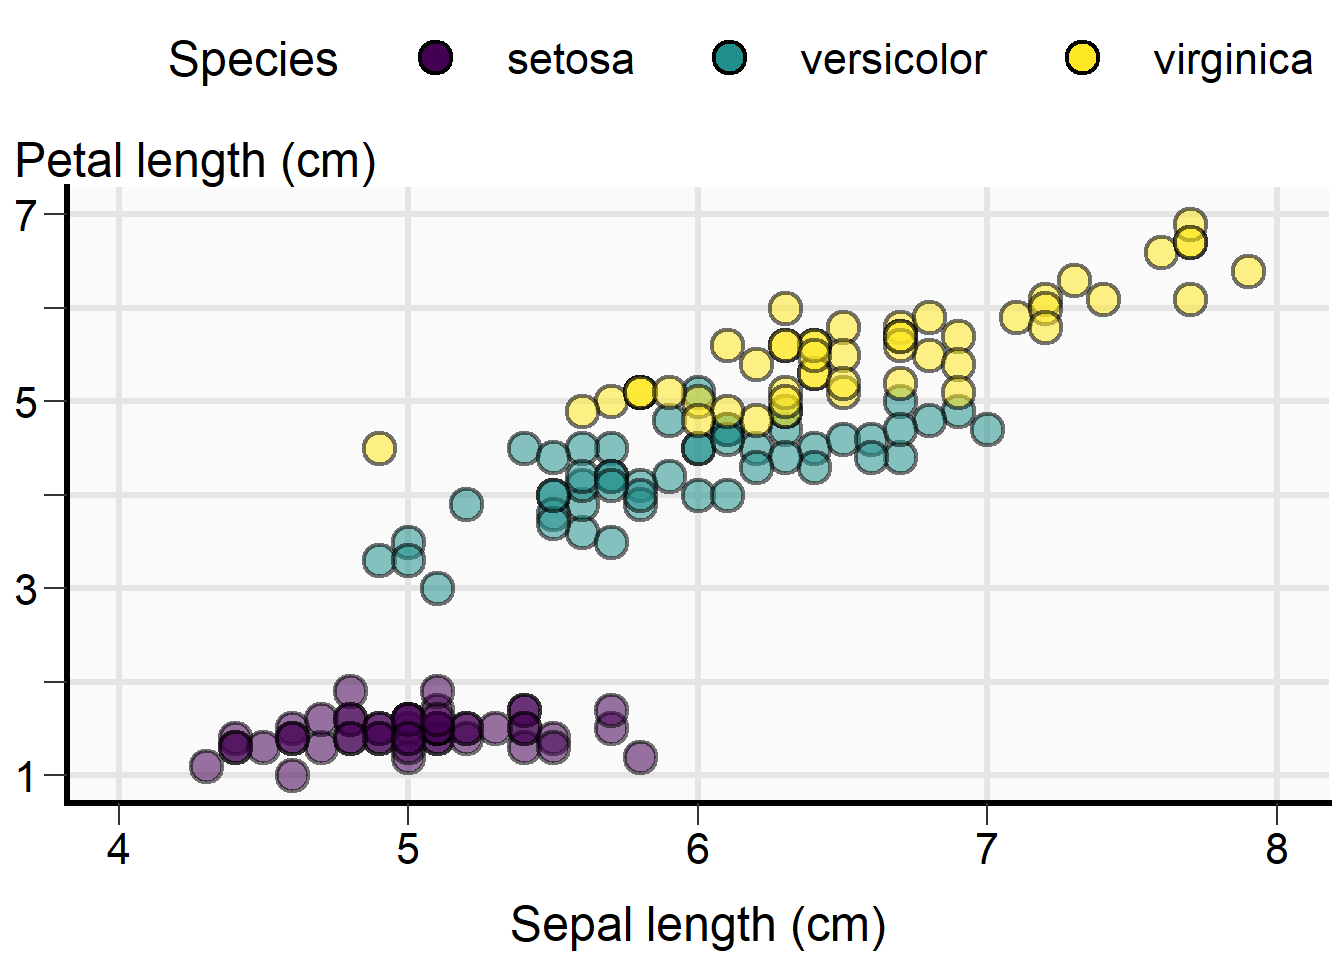 Species setosa versicolor virginica
Petal length (cm)
7
5
3
1
4 5 6 7 8
Sepal length (cm)